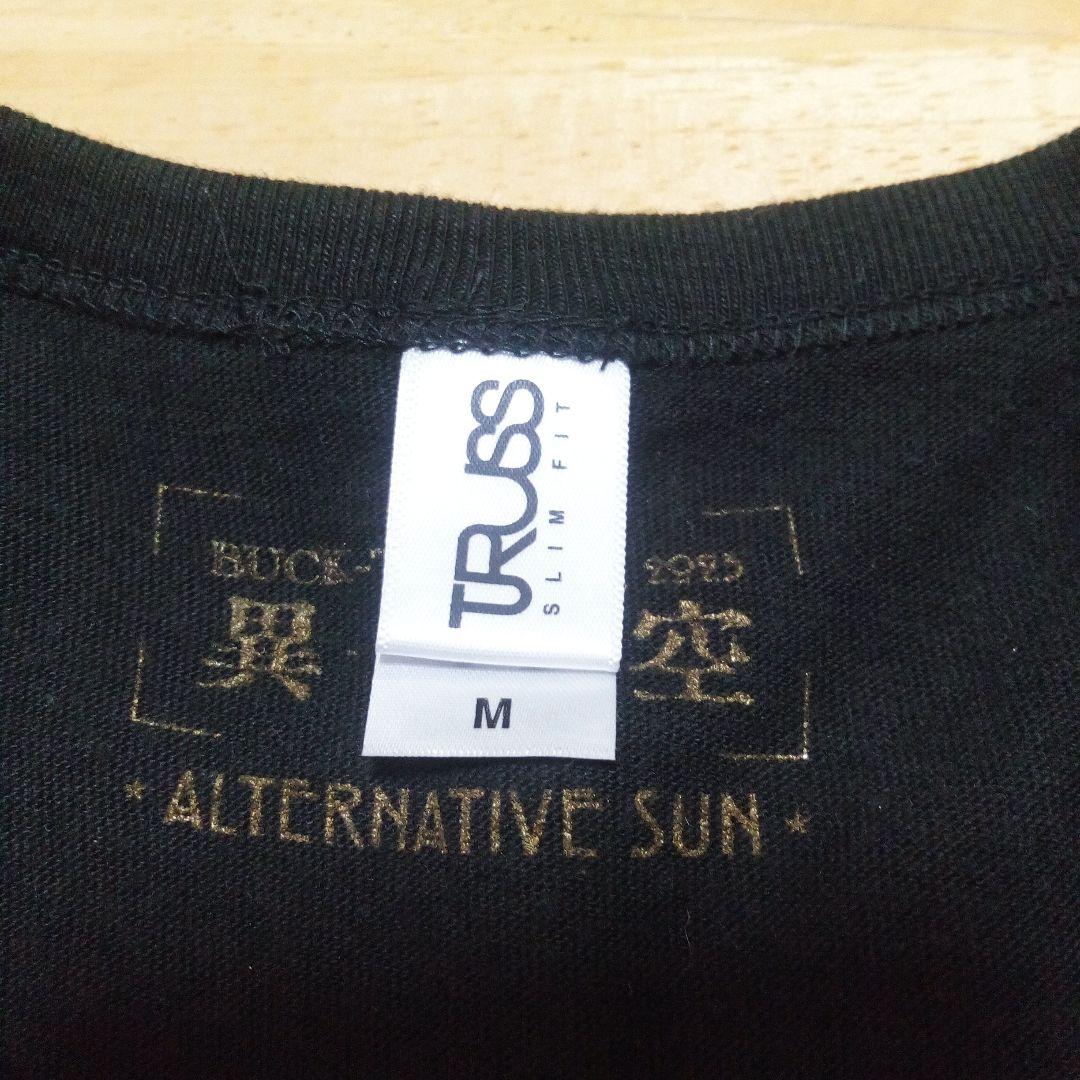 TRUSS
SLIM FIT
M
BUCK- 2023
異 空
* ALTERNATIVE SUN *